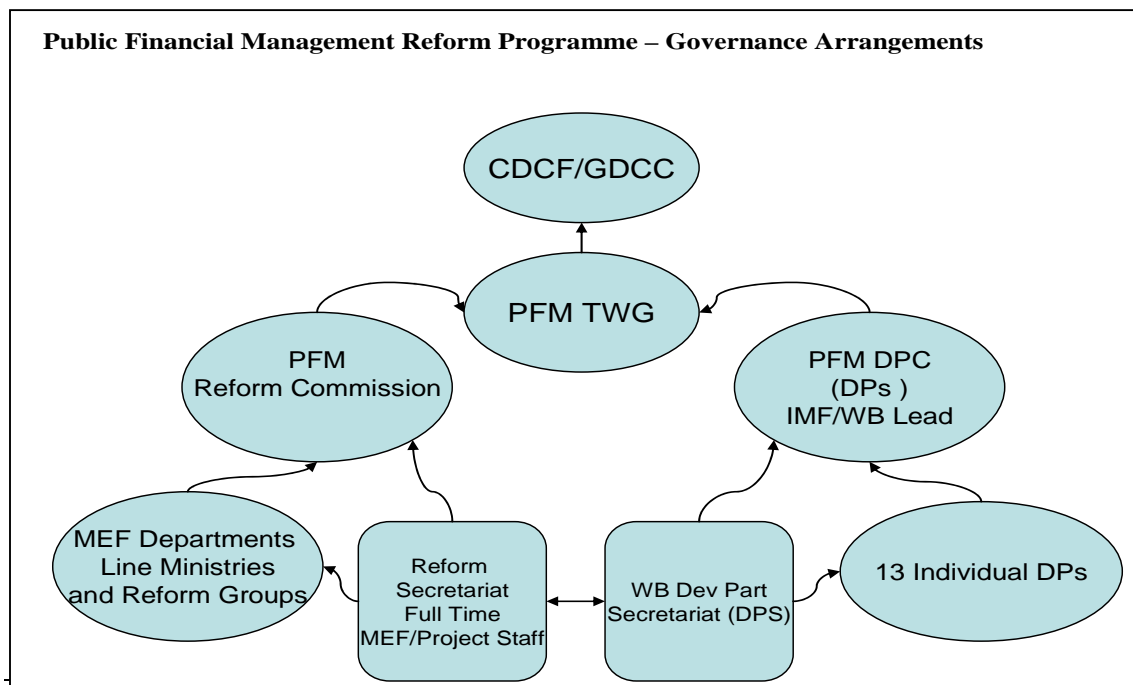 Public Financial Management Reform Programme – Governance Arrangements
CDCF/GDCC
PFM TWG
PFM
Reform Commission
PFM DPC
(DPs )
IMF/WB Lead
MEF Departments
Line Ministries
and Reform Groups
Reform
Secretariat
Full Time
MEF/Project Staff
WB Dev Part
Secretariat (DPS)
13 Individual DPs